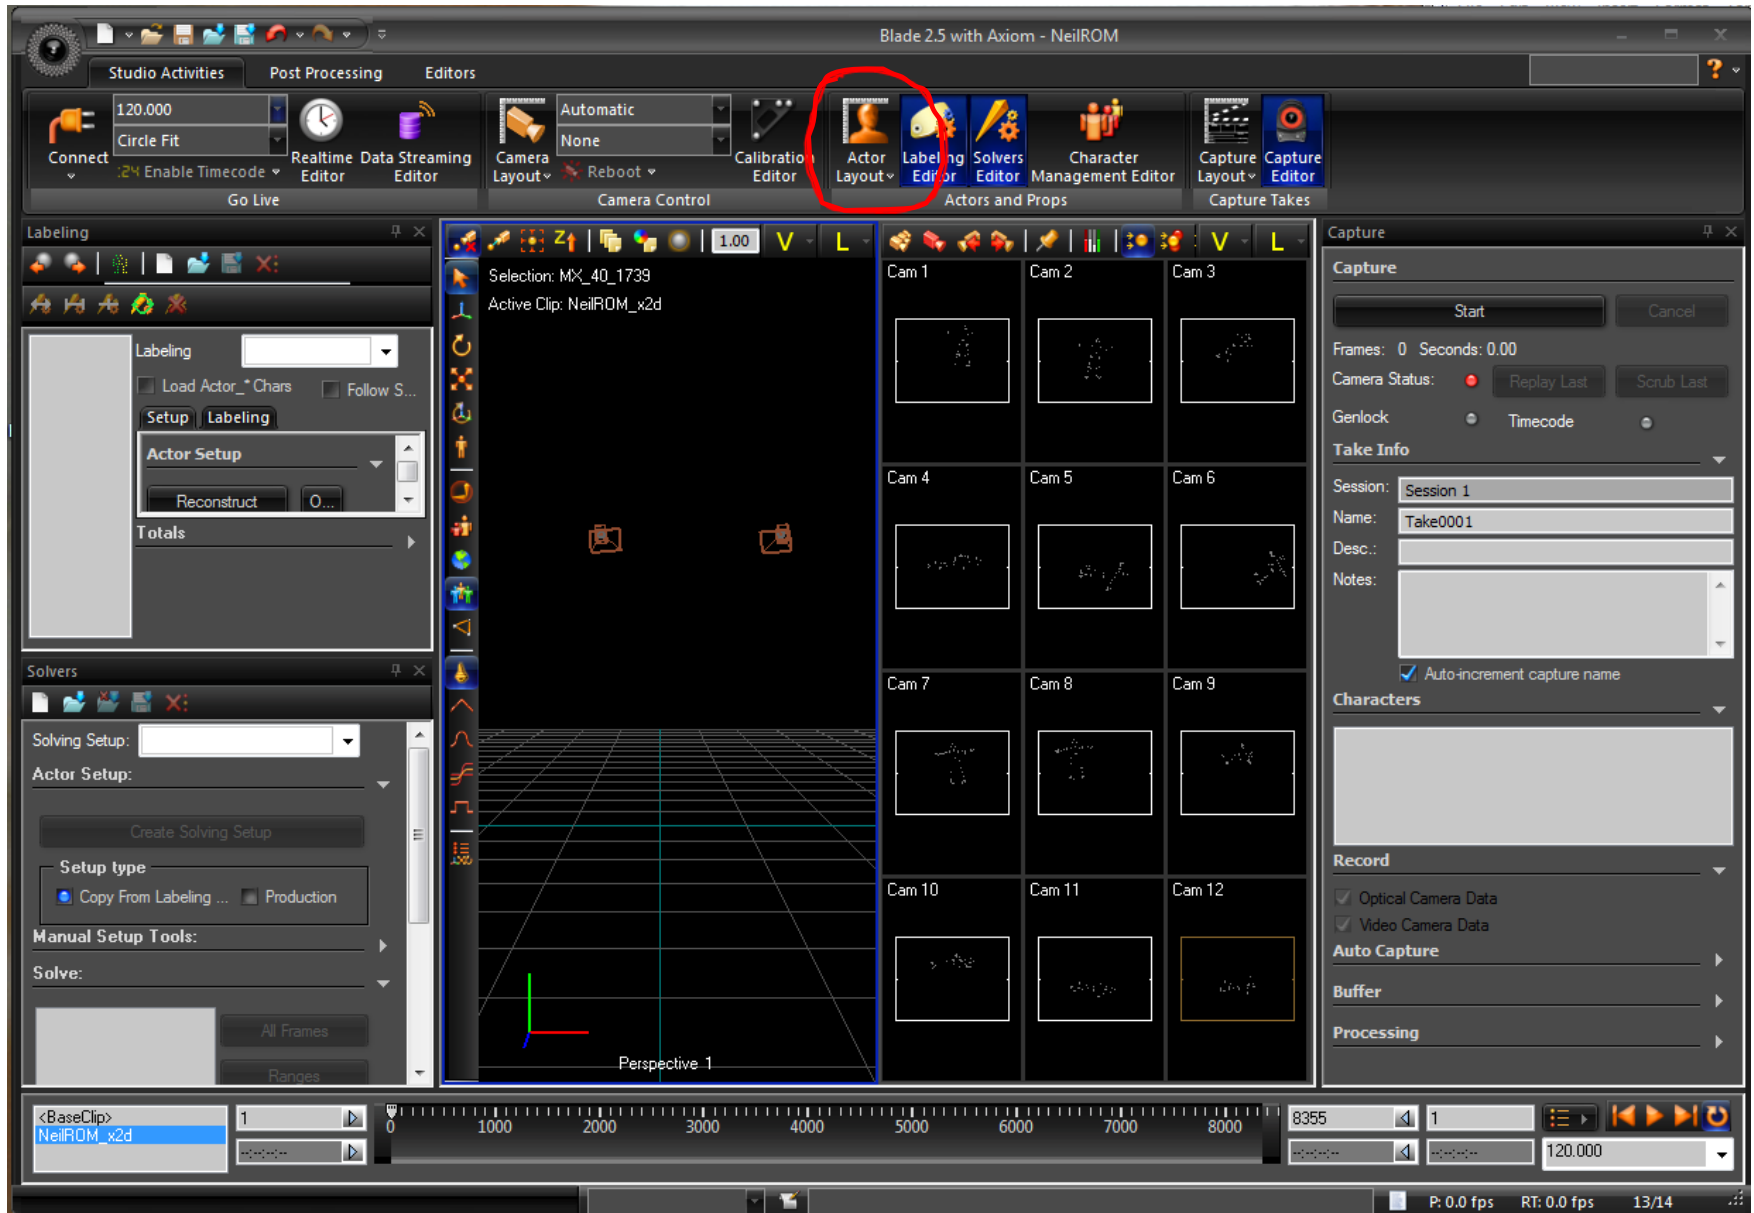 Blade 2.5 with Axiom - NeilROM
Studio Activities Post Processing Editors
120.000
Circle Fit
:24 Enable Timecode
Connect
Realtime Editor
Data Streaming Editor
Go Live
Camera Layout
Automatic
None
Reboot
Calibration Editor
Camera Control
Actor Layout
Labeling Editor
Solvers Editor
Character Management Editor
Actors and Props
Capture Layout
Capture Editor
Capture Takes
Labeling
Labeling
Load Actor_* Chars
Follow S...
Setup Labeling
Actor Setup
Reconstruct O...
Totals
Solvers
Solving Setup:
Actor Setup:
Create Solving Setup
Setup type
Copy From Labeling ... Production
Manual Setup Tools:
Solve:
All Frames
Ranges
1.00 V L
Selection: MX_40_1739
Active Clip: NeilROM_x2d
Perspective 1
V L
Cam 1 Cam 2 Cam 3
Cam 4 Cam 5 Cam 6
Cam 7 Cam 8 Cam 9
Cam 10 Cam 11 Cam 12
Capture
Capture
Start Cancel
Frames: 0 Seconds: 0.00
Camera Status: Replay Last Scrub Last
Genlock Timecode
Take Info
Session: Session 1
Name: Take0001
Desc.:
Notes:
Auto-increment capture name
Characters
Record
Optical Camera Data
Video Camera Data
Auto Capture
Buffer
Processing
<BaseClip>
NeilROM_x2d
1
--:--:--:--
0 1000 2000 3000 4000 5000 6000 7000 8000
8355 1
--:--:--:-- --:--:--:--
120.000
P: 0.0 fps RT: 0.0 fps 13/14